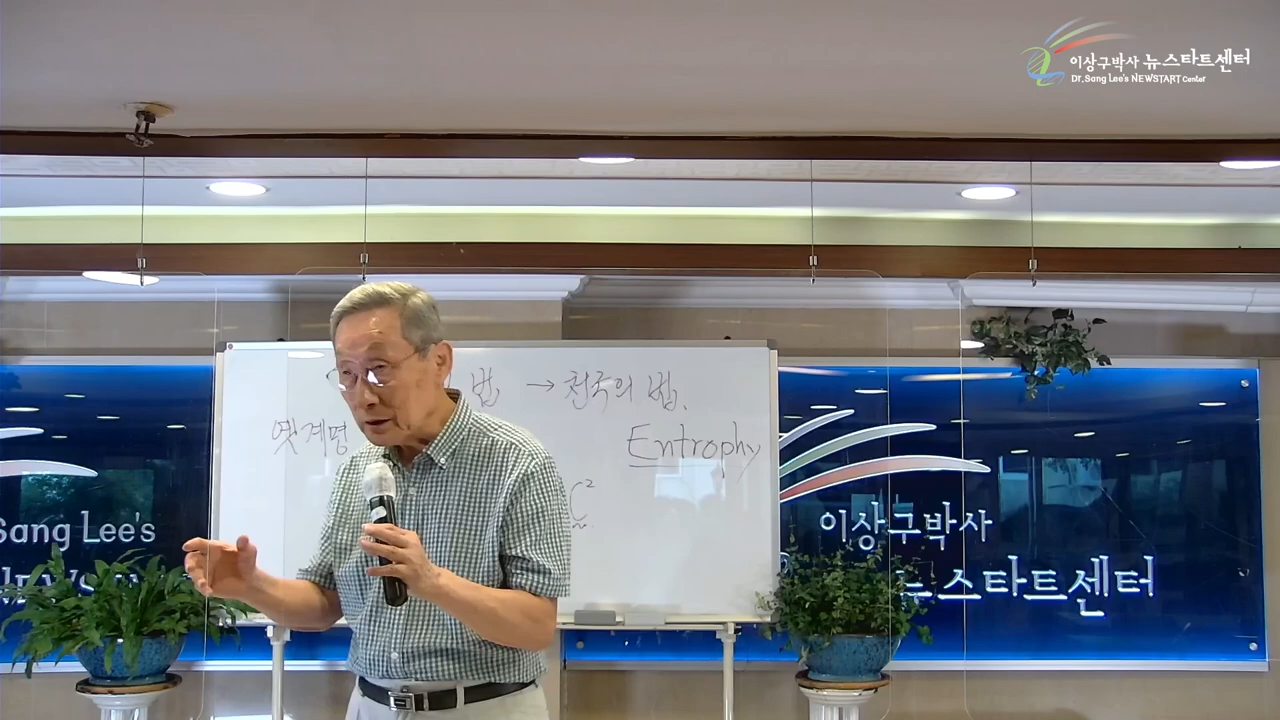 이상구박사 뉴스타트센터
Dr.Sang Lee's NEWSTART Center
법 → 천국의 법.
옛계명
Entrophy
C²
Sang Lee's
이상구박사
뉴스타트센터